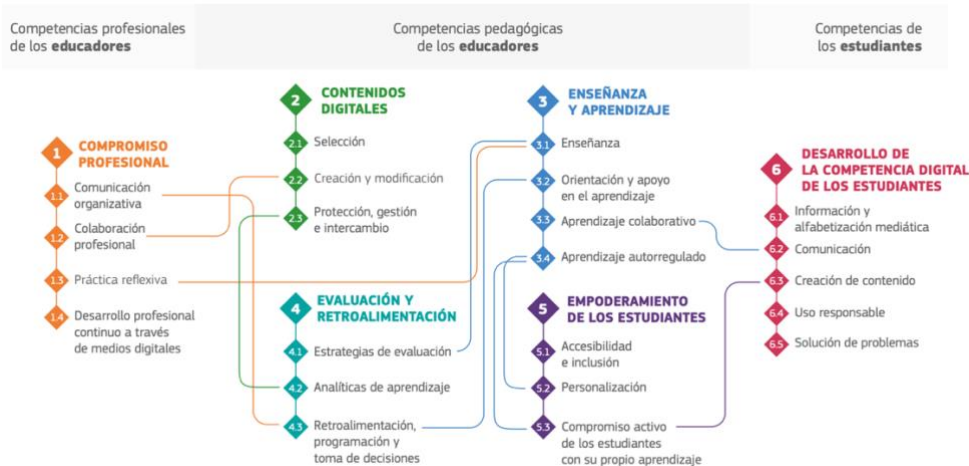 Competencias profesionales
de los educadores
Competencias pedagógicas
de los educadores
Competencias de
los estudiantes
1
COMPROMISO
PROFESIONAL
1.1
Comunicación
organizativa
1.2
Colaboración
profesional
1.3
Práctica reflexiva
1.4
Desarrollo profesional
continuo a través
de medios digitales
2
CONTENIDOS
DIGITALES
2.1
Selección
2.2
Creación y modificación
2.3
Protección, gestión
e intercambio
4
EVALUACIÓN Y
RETROALIMENTACIÓN
4.1
Estrategias de evaluación
4.2
Analíticas de aprendizaje
4.3
Retroalimentación,
programación y
toma de decisiones
3
ENSEÑANZA
Y APRENDIZAJE
3.1
Enseñanza
3.2
Orientación y apoyo
en el aprendizaje
3.3
Aprendizaje colaborativo
3.4
Aprendizaje autorregulado
5
EMPODERAMIENTO
DE LOS ESTUDIANTES
5.1
Accesibilidad
e inclusión
5.2
Personalización
5.3
Compromiso activo
de los estudiantes
con su propio aprendizaje
6
DESARROLLO DE
LA COMPETENCIA DIGITAL
DE LOS ESTUDIANTES
6.1
Información y
alfabetización mediática
6.2
Comunicación
6.3
Creación de contenido
6.4
Uso responsable
6.5
Solución de problemas